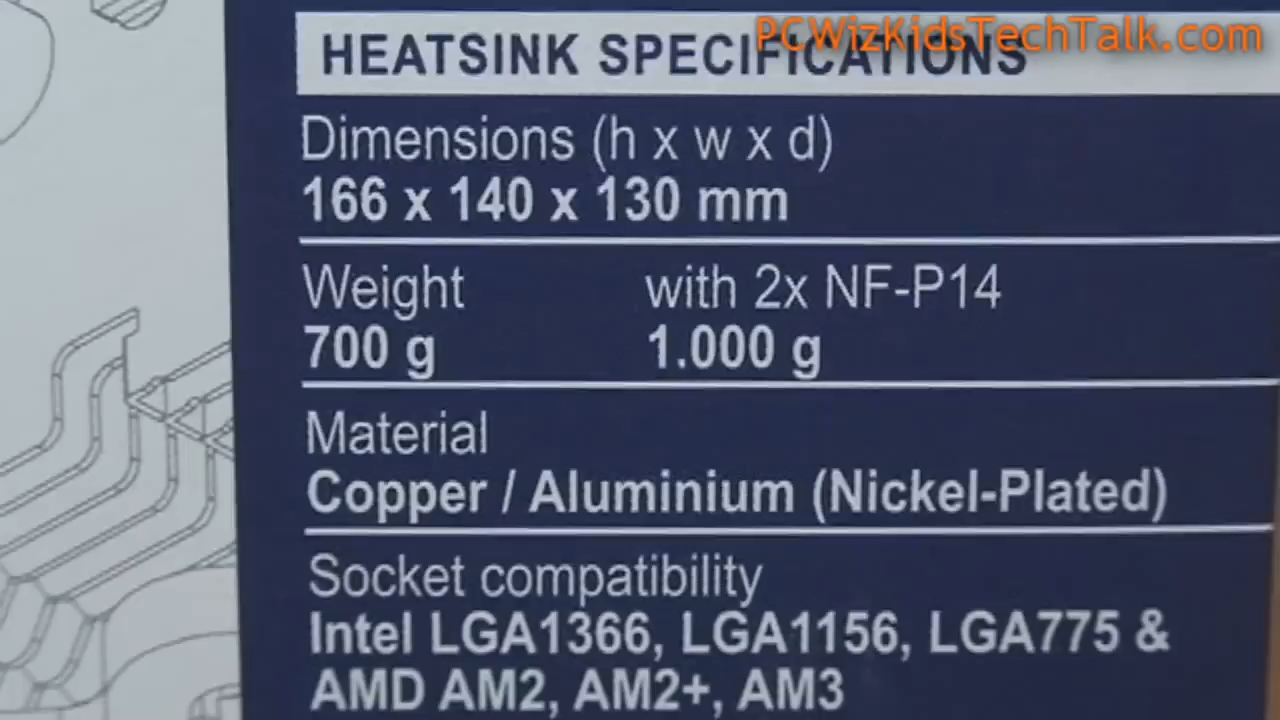 PCWizKidsTechTalk.com
HEATSINK SPECIFICATIONS
Dimensions (h x w x d)
166 x 140 x 130 mm
Weight with 2x NF-P14
700 g 1.000 g
Material
Copper / Aluminium (Nickel-Plated)
Socket compatibility
Intel LGA1366, LGA1156, LGA775 &
AMD AM2, AM2+, AM3